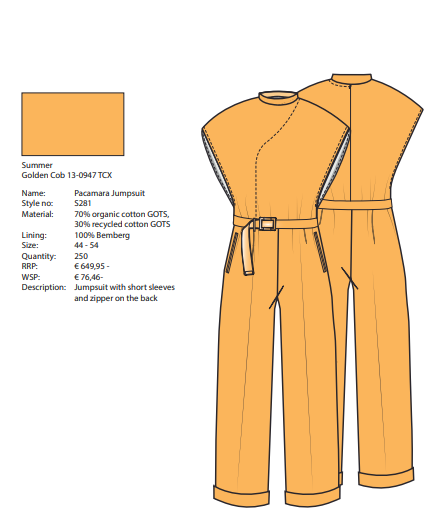 Summer
Golden Cob 13-0947 TCX
Name: Pacamara Jumpsuit
Style no: S281
Material: 70% organic cotton GOTS,
30% recycled cotton GOTS
Lining: 100% Bemberg
Size: 44 - 54
Quantity: 250
RRP: € 649,95 -
WSP: € 76,46-
Description: Jumpsuit with short sleeves
and zipper on the back